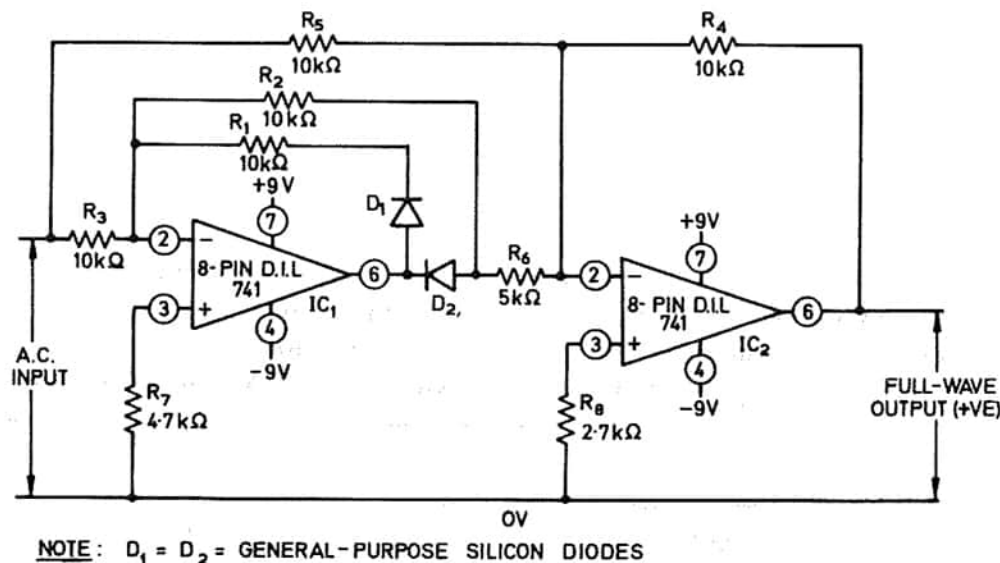 R5
10kΩ
R4
10kΩ
R2
10kΩ
R1
10kΩ
+9V
7
D1
R3
10kΩ
2
−
8-PIN D.I.L
741
6
IC1
3
+
4
−9V
D2,
R6
5kΩ
+9V
7
2
−
8-PIN D.I.L
741
6
IC2
3
+
4
−9V
A.C.
INPUT
R7
4.7kΩ
R8
2.7kΩ
FULL-WAVE
OUTPUT (+VE)
0V
NOTE: D1 = D2 = GENERAL-PURPOSE SILICON DIODES